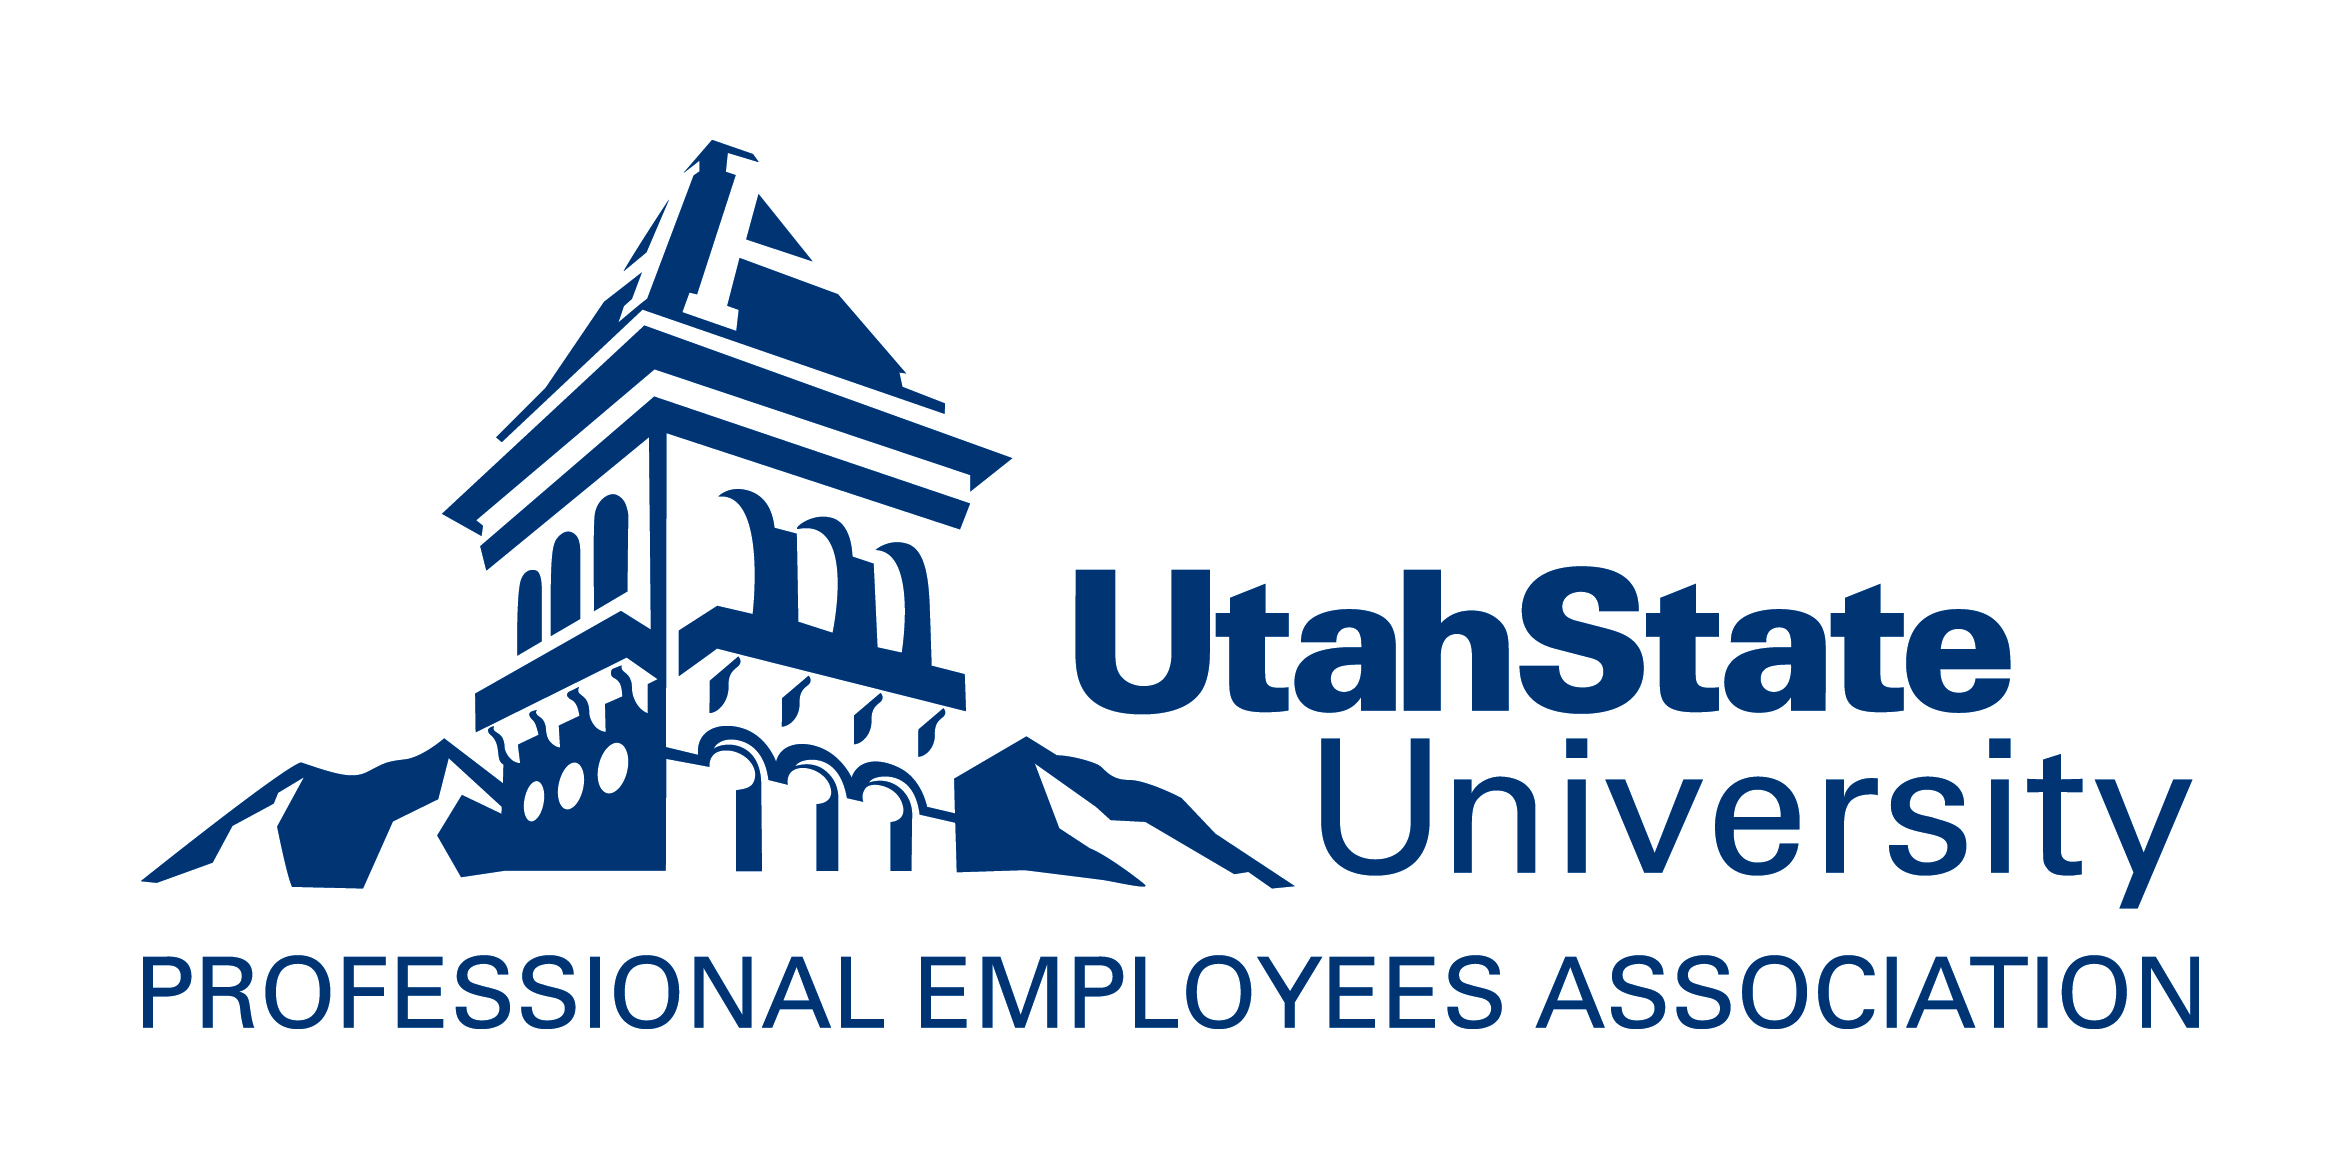 UtahState
University
PROFESSIONAL EMPLOYEES ASSOCIATION